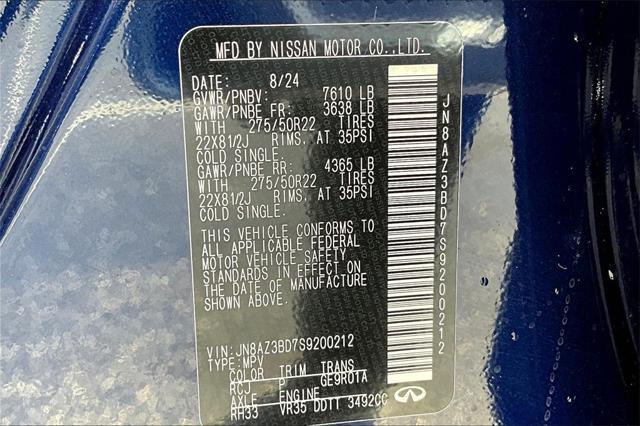 MFD BY NISSAN MOTOR CO.,LTD.
DATE: 8/24
GVWR/PNBV: 7610 LB
GAWR/PNBE FR: 3638 LB
WITH 275/50R22 TIRES
22X81/2J RIMS, AT 35PSI
COLD SINGLE.
GAWR/PNBE RR: 4365 LB
WITH 275/50R22 TIRES
22X81/2J RIMS, AT 35PSI
COLD SINGLE.
THIS VEHICLE CONFORMS TO
ALL APPLICABLE FEDERAL
MOTOR VEHICLE SAFETY
STANDARDS IN EFFECT ON
THE DATE OF MANUFACTURE
SHOWN ABOVE.
VIN: JN8AZ3BD7S9200212
TYPE: MPV
COLOR TRIM TRANS
RCJ P GE9R01A
AXLE ENGINE
RH33 VR35 DDTT 3492CC
JN8AZ3BD7S9200212